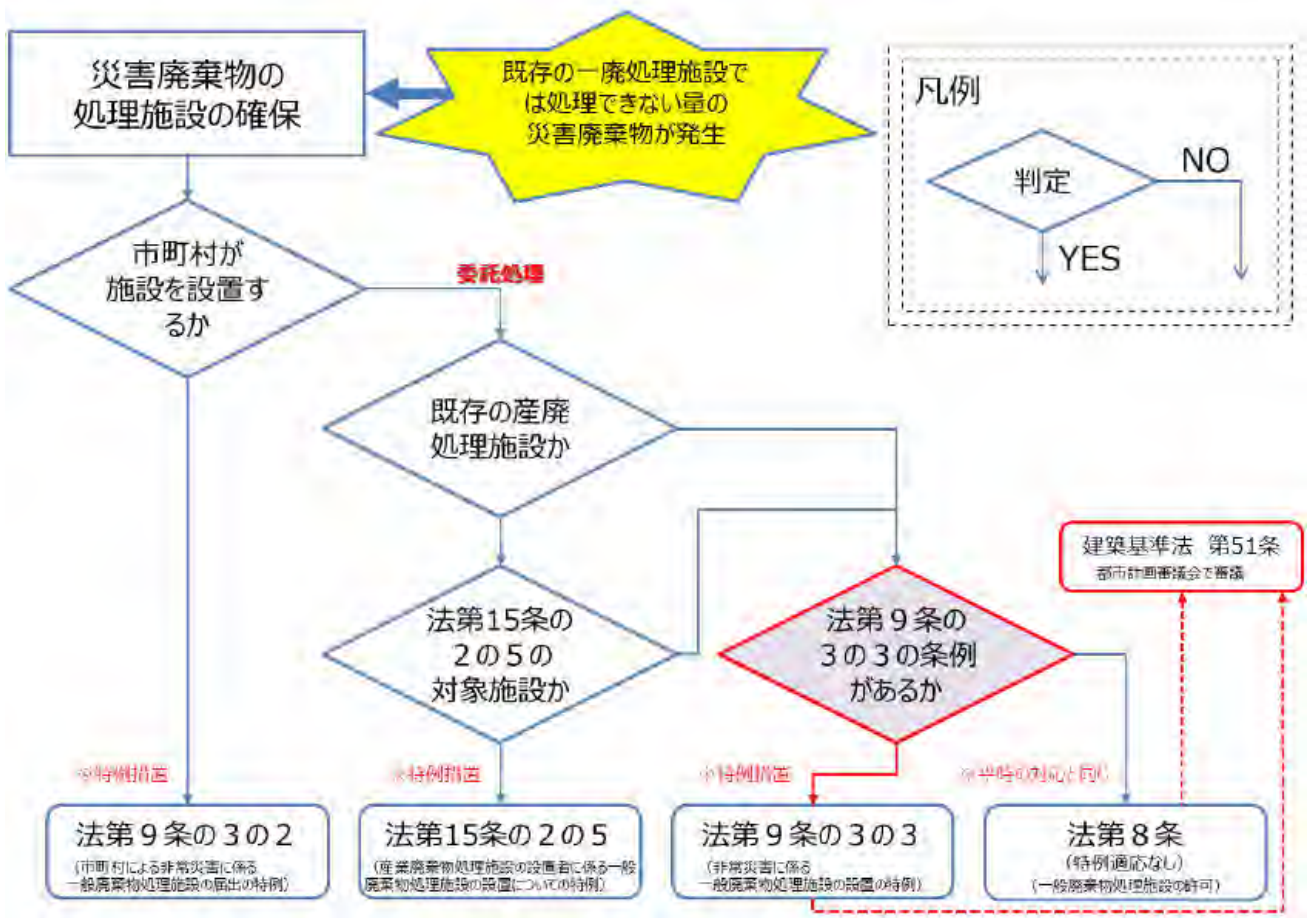 災害廃棄物の
処理施設の確保
既存の一廃処理施設で
は処理できない量の
災害廃棄物が発生
凡例
判定
NO
YES
市町村が
施設を設置す
るか
委託処理
既存の産廃
処理施設か
建築基準法 第51条
都市計画審議会で審議
法第15条の
2の5の
対象施設か
法第9条の
3の3の条例
があるか
※特例措置
※特例措置
※特例措置
※平時の対応と同じ
法第9条の3の2
(市町村による非常災害に係る
一般廃棄物処理施設の届出の特例)
法第15条の2の5
(産業廃棄物処理施設の設置者に係る一般
廃棄物処理施設の設置についての特例)
法第9条の3の3
(非常災害に係る
一般廃棄物処理施設の設置の特例)
法第8条
(特例適応なし)
(一般廃棄物処理施設の許可)